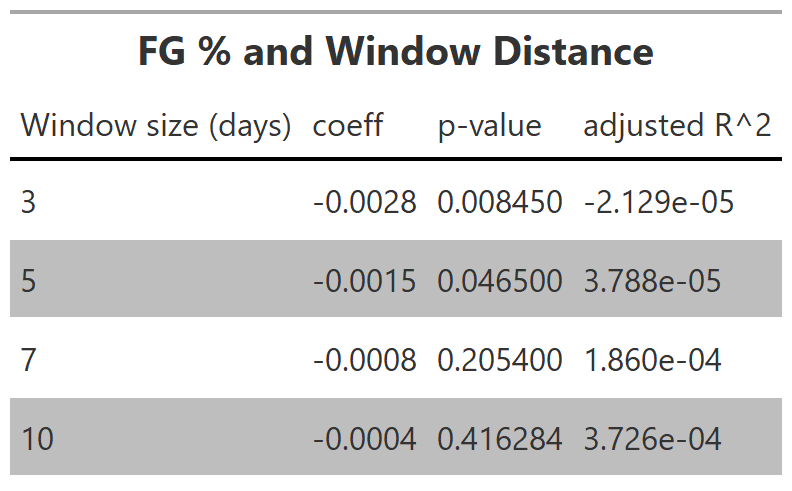 FG % and Window Distance
Window size (days) coeff p-value adjusted R^2
3 -0.0028 0.008450 -2.129e-05
5 -0.0015 0.046500 3.788e-05
7 -0.0008 0.205400 1.860e-04
10 -0.0004 0.416284 3.726e-04